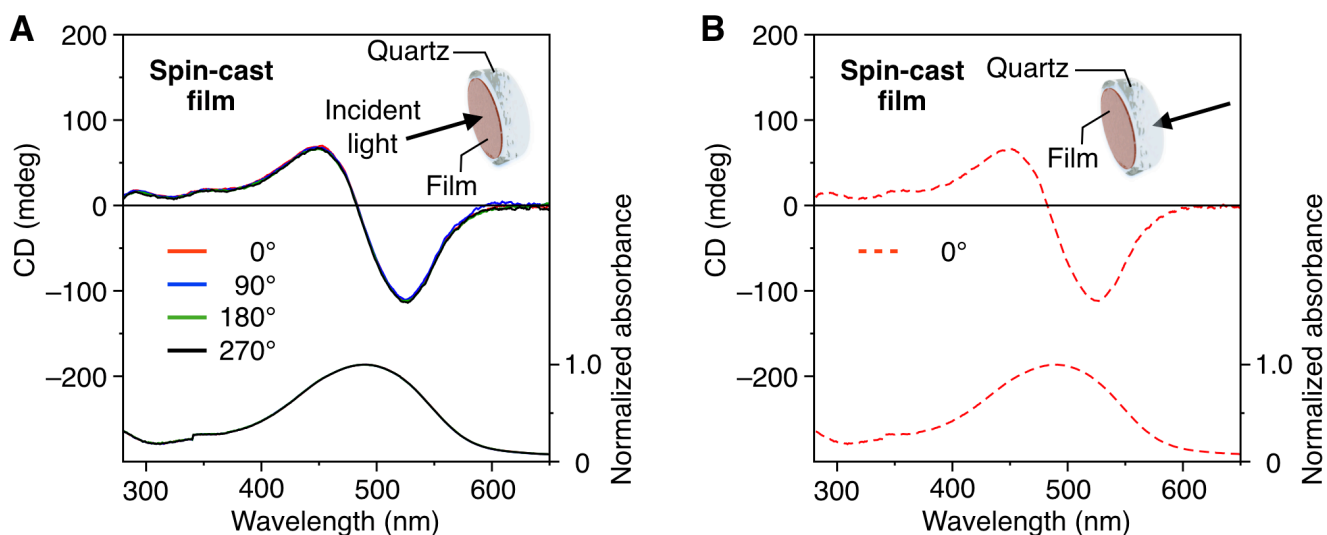 A
200
100
0
–100
–200
CD (mdeg)
Spin-cast
film
Quartz
Incident
light
Film
0°
90°
180°
270°
1.0
0
Normalized absorbance
300
400
500
600
Wavelength (nm)
B
200
100
0
–100
–200
CD (mdeg)
Spin-cast
film
Quartz
Film
0°
1.0
0
Normalized absorbance
300
400
500
600
Wavelength (nm)